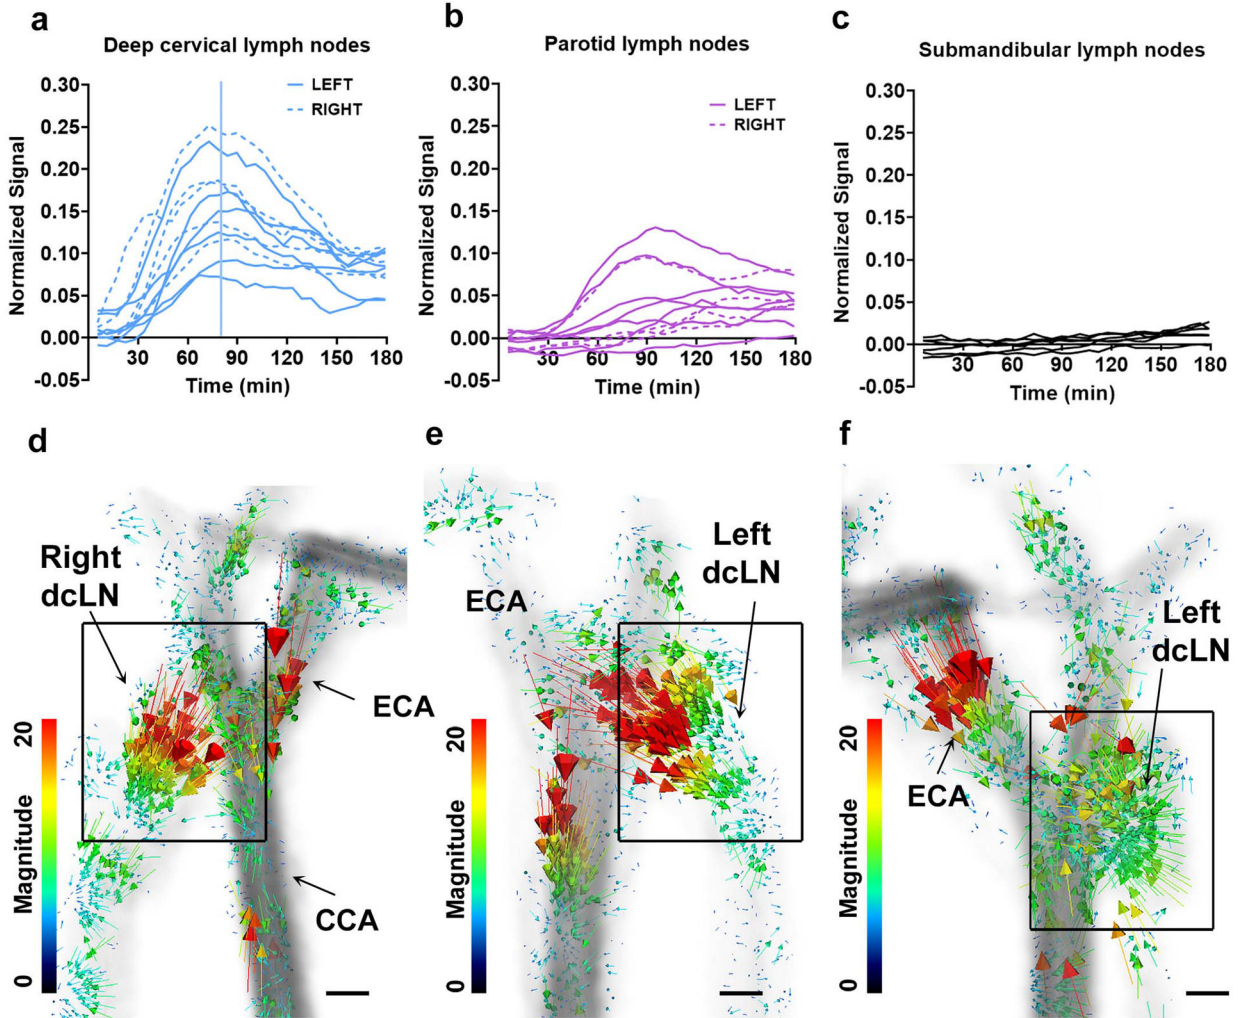 a
Deep cervical lymph nodes
LEFT
RIGHT
Normalized Signal
0.30
0.25
0.20
0.15
0.10
0.05
0.00
-0.05
30 60 90 120 150 180
Time (min)
b
Parotid lymph nodes
LEFT
RIGHT
Normalized Signal
0.30
0.25
0.20
0.15
0.10
0.05
0.00
-0.05
30 60 90 120 150 180
Time (min)
c
Submandibular lymph nodes
Normalized Signal
0.30
0.25
0.20
0.15
0.10
0.05
0.00
-0.05
30 60 90 120 150 180
Time (min)
d
Right
dcLN
ECA
CCA
20
Magnitude
0
e
Left
dcLN
ECA
20
Magnitude
0
f
Left
dcLN
ECA
20
Magnitude
0